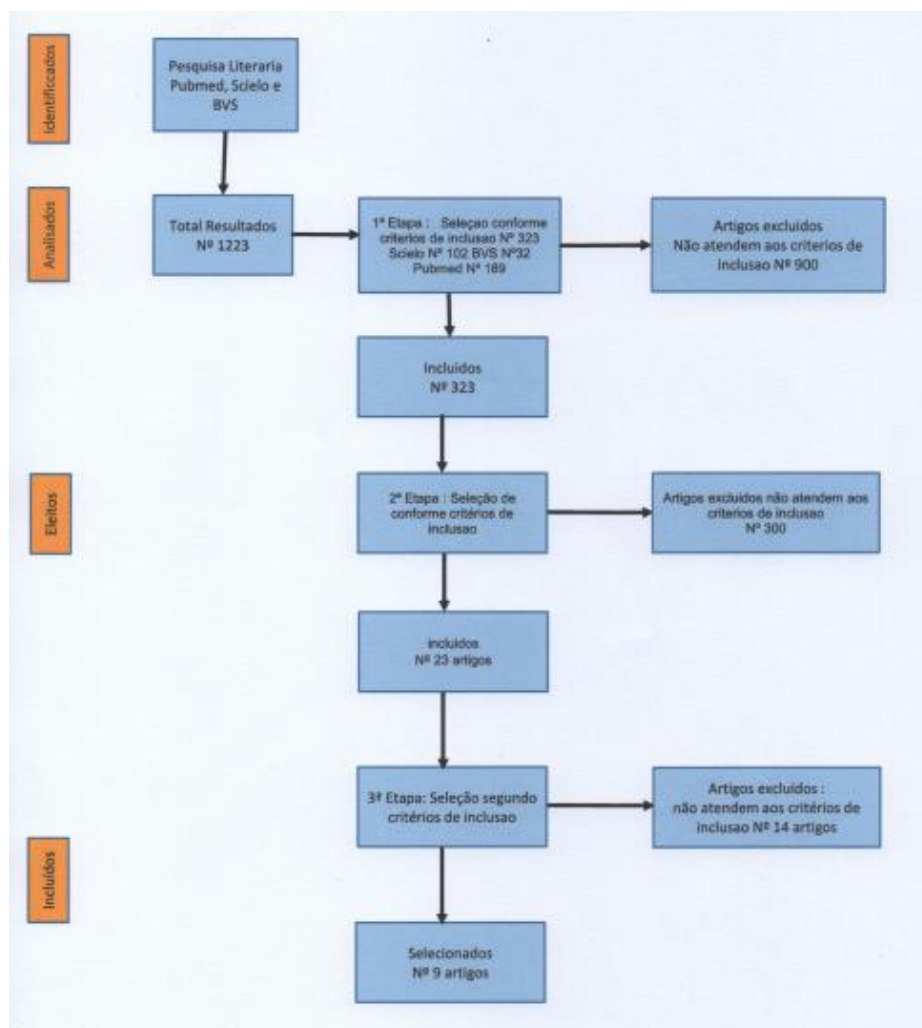 Identificcados
Pesquisa Literaria
Pubmed, Scielo e
BVS
Analisados
Total Resultados
Nº 1223
1ª Etapa : Seleçao conforme
criterios de inclusao Nº 323
Scielo Nº 102 BVS Nº32
Pubmed Nº 189
Artigos excluidos
Não atendem aos criterios de
inclusao Nº 900
Incluidos
Nº 323
Eleitos
2ª Etapa : Seleção de
conforme critérios de
inclusao
Artigos excluidos não atendem aos
criterios de inclusao
Nº 300
incluidos
Nº 23 artigos
3ª Etapa: Seleção segundo
critérios de inclusao
Artigos excluidos :
não atendem aos critérios de
inclusao Nº 14 artigos
Incluídos
Selecionados
Nº 9 artigos